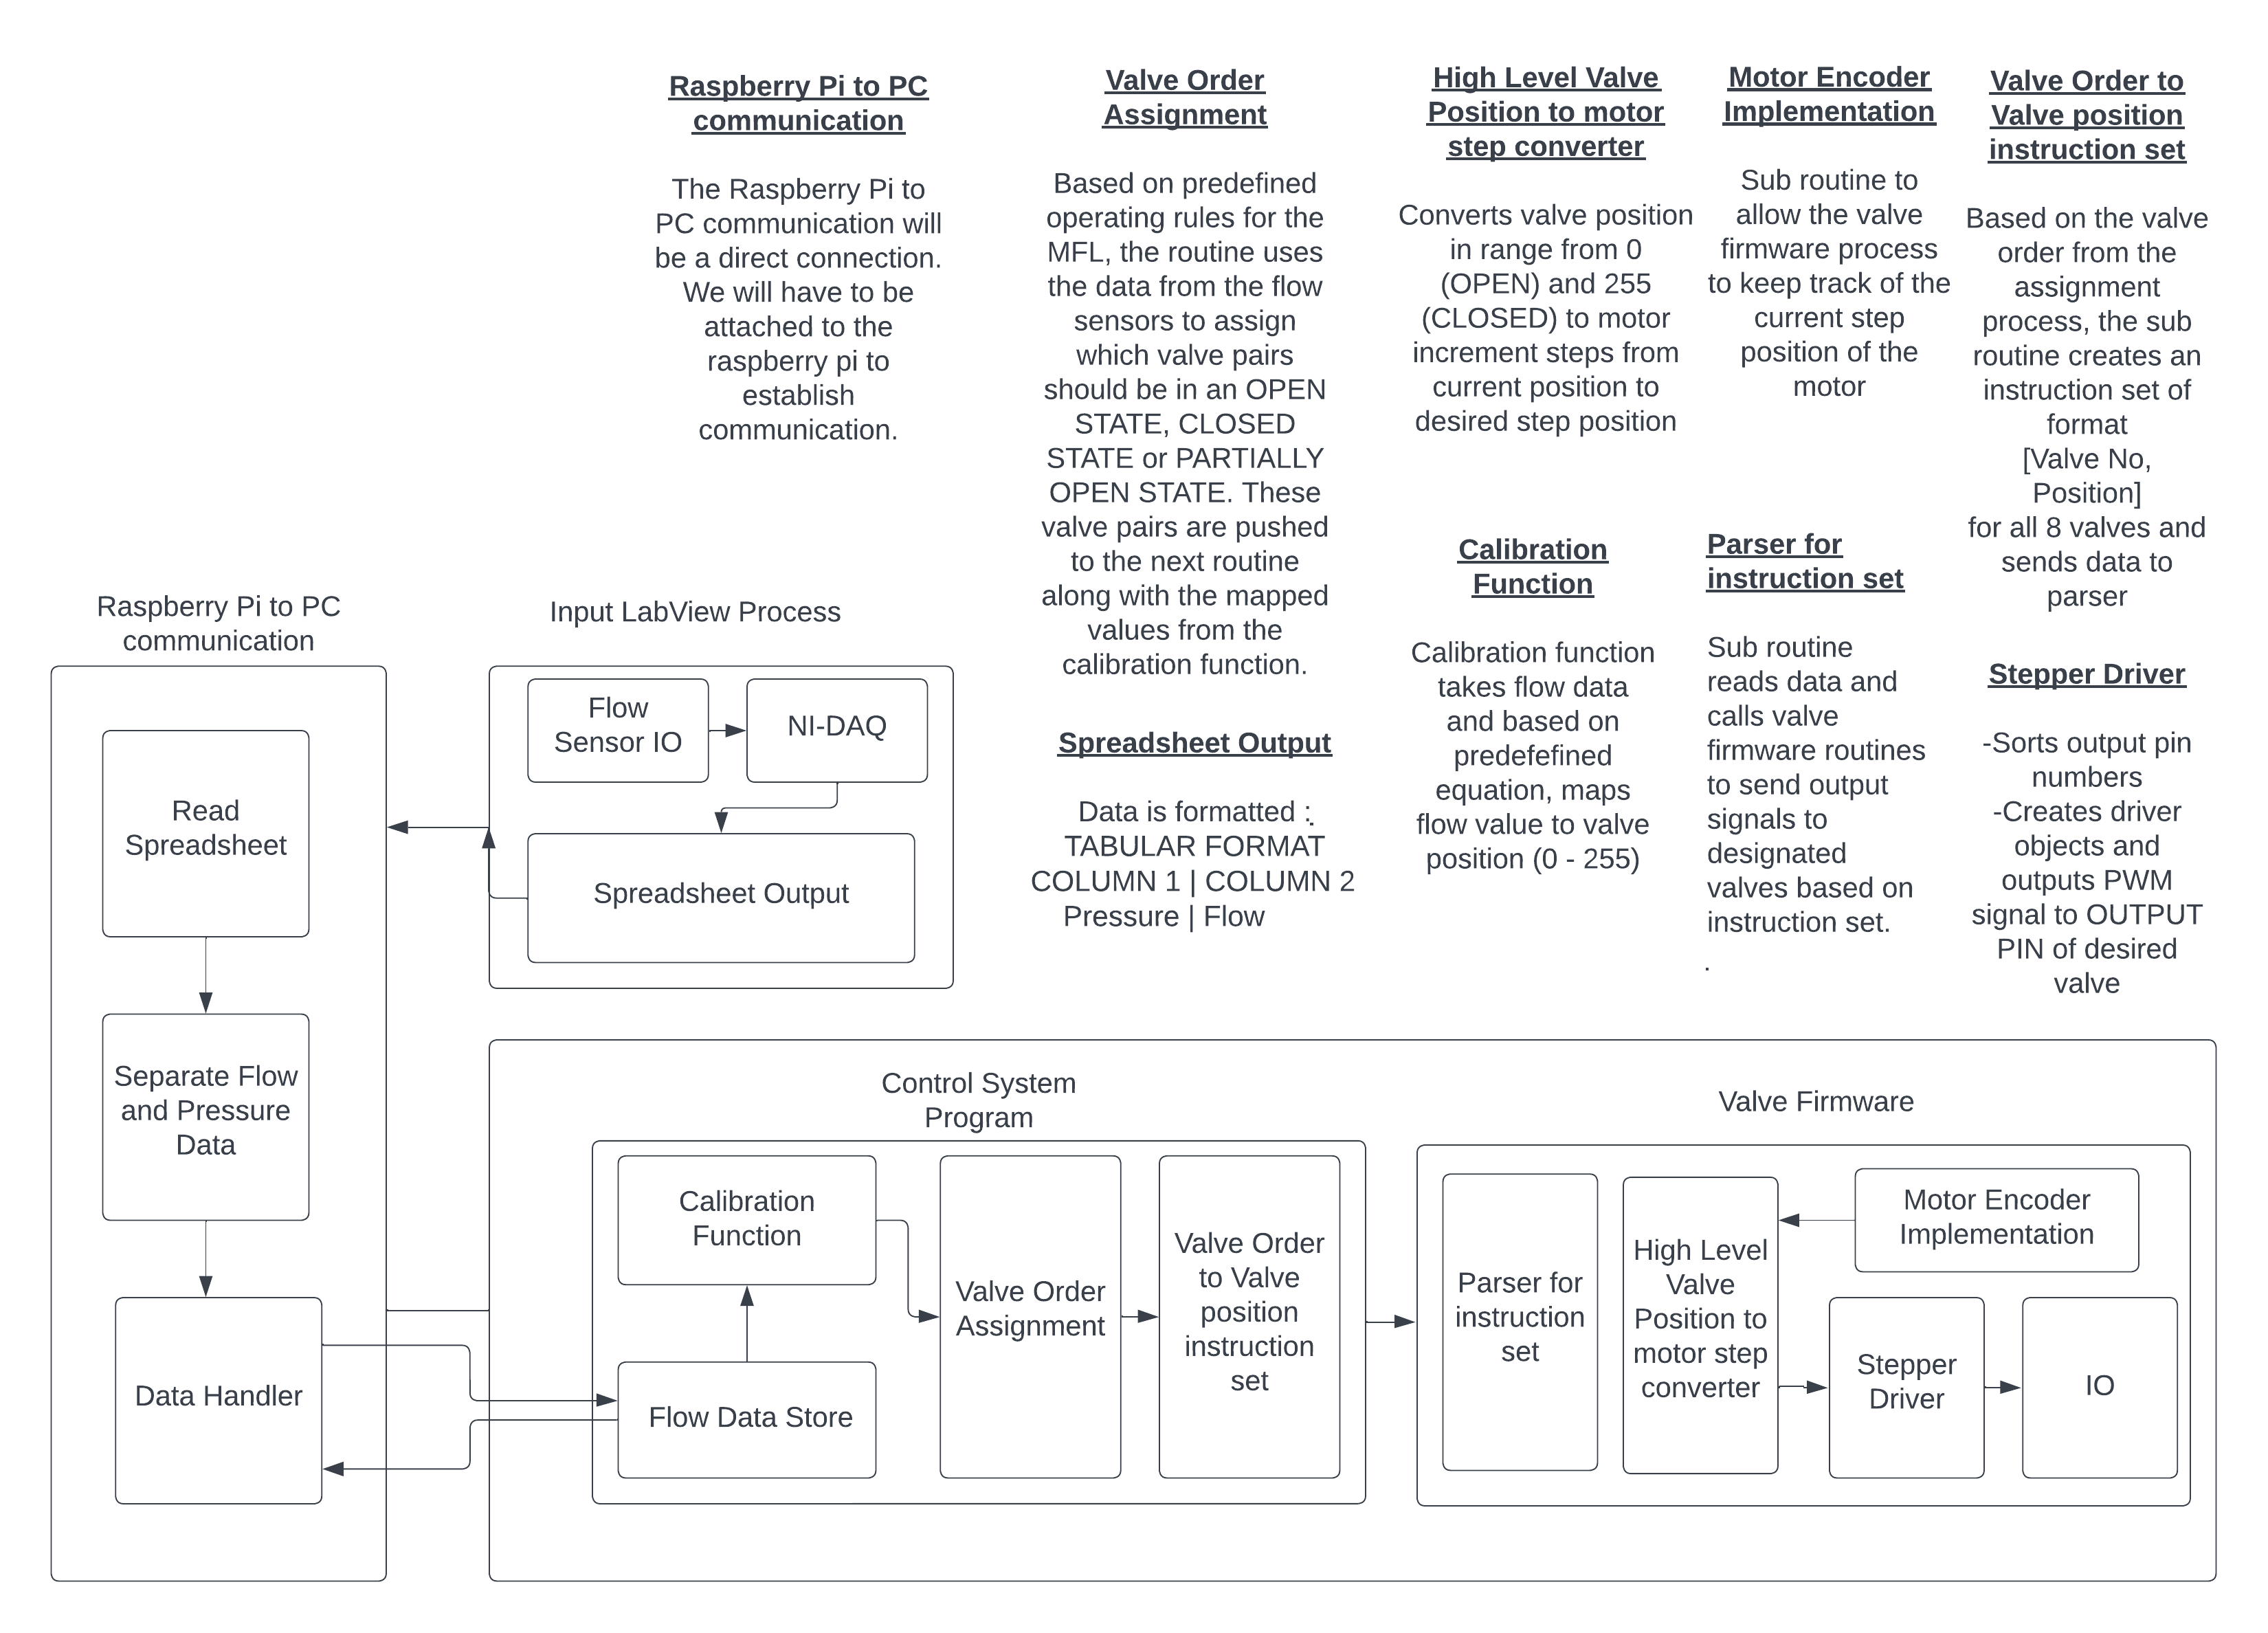 Raspberry Pi to PC
communication
The Raspberry Pi to
PC communication will
be a direct connection.
We will have to be
attached to the
raspberry pi to
establish
communication.
Valve Order
Assignment
Based on predefined
operating rules for the
MFL, the routine uses
the data from the flow
sensors to assign
which valve pairs
should be in an OPEN
STATE, CLOSED
STATE or PARTIALLY
OPEN STATE. These
valve pairs are pushed
to the next routine
along with the mapped
values from the
calibration function.
Spreadsheet Output
Data is formatted :
.
TABULAR FORMAT
COLUMN 1 | COLUMN 2
Pressure | Flow
High Level Valve
Position to motor
step converter
Converts valve position
in range from 0
(OPEN) and 255
(CLOSED) to motor
increment steps from
current position to
desired step position
Calibration
Function
Calibration function
takes flow data
and based on
predefefined
equation, maps
flow value to valve
position (0 - 255)
Motor Encoder
Implementation
Sub routine to
allow the valve
firmware process
to keep track of the
current step
position of the
motor
Parser for
instruction set
Sub routine
reads data and
calls valve
firmware routines
to send output
signals to
designated
valves based on
instruction set.
.
Valve Order to
Valve position
instruction set
Based on the valve
order from the
assignment
process, the sub
routine creates an
instruction set of
format
[Valve No,
Position]
for all 8 valves and
sends data to
parser
Stepper Driver
-Sorts output pin
numbers
-Creates driver
objects and
outputs PWM
signal to OUTPUT
PIN of desired
valve
Raspberry Pi to PC
communication
Read
Spreadsheet
Separate Flow
and Pressure
Data
Data Handler
Input LabView Process
Flow
Sensor IO
NI-DAQ
Spreadsheet Output
Control System
Program
Calibration
Function
Flow Data Store
Valve Order
Assignment
Valve Order
to Valve
position
instruction
set
Valve Firmware
Parser for
instruction
set
High Level
Valve
Position to
motor step
converter
Motor Encoder
Implementation
Stepper
Driver
IO